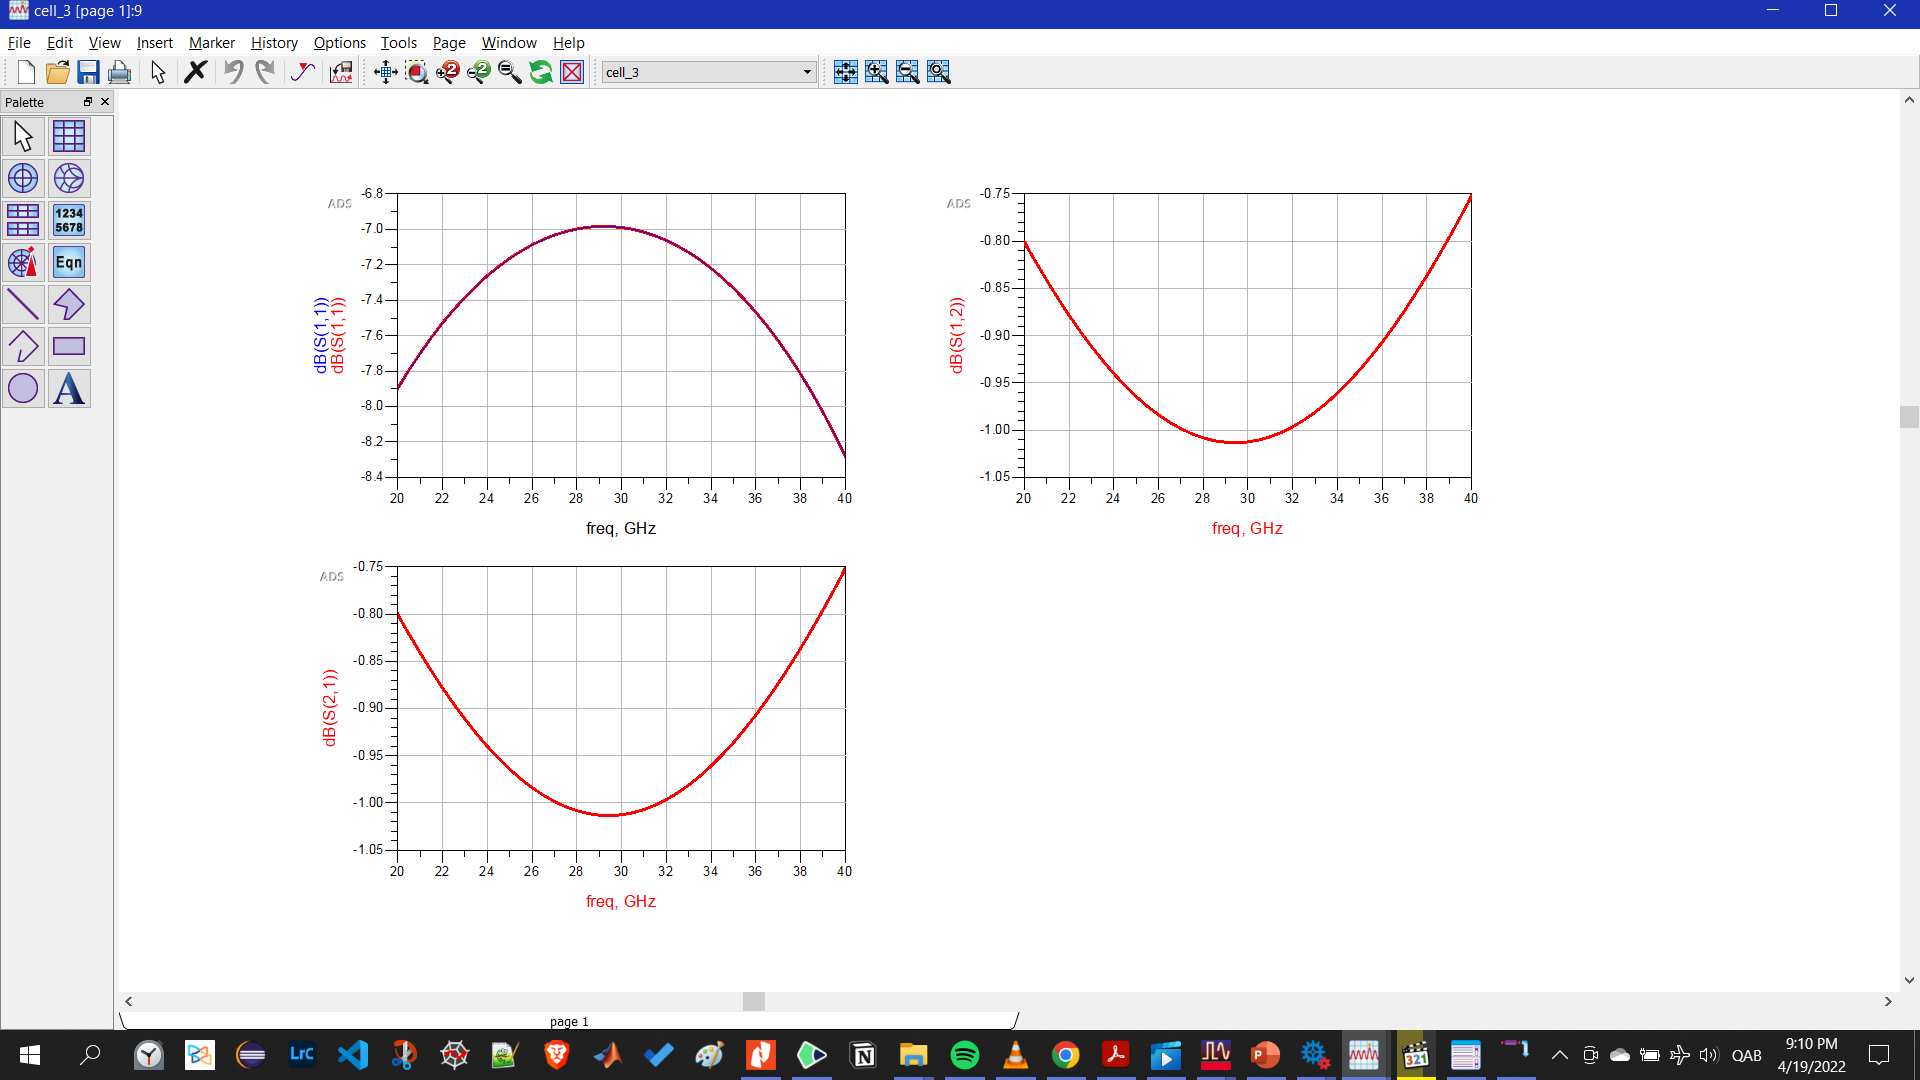 cell_3 [page 1]:9
File Edit View Insert Marker History Options Tools Page Window Help
2 2 cell_3
Palette
1234
5678
Eqn
A
ADS
-6.8
-7.0
-7.2
-7.4
-7.6
-7.8
-8.0
-8.2
-8.4
20 22 24 26 28 30 32 34 36 38 40
freq, GHz
dB(S(1,1))
dB(S(1,1))
ADS
-0.75
-0.80
-0.85
-0.90
-0.95
-1.00
-1.05
20 22 24 26 28 30 32 34 36 38 40
freq, GHz
dB(S(1,2))
ADS
-0.75
-0.80
-0.85
-0.90
-0.95
-1.00
-1.05
20 22 24 26 28 30 32 34 36 38 40
freq, GHz
dB(S(2,1))
page 1
LrC
321
QAB
9:10 PM
4/19/2022